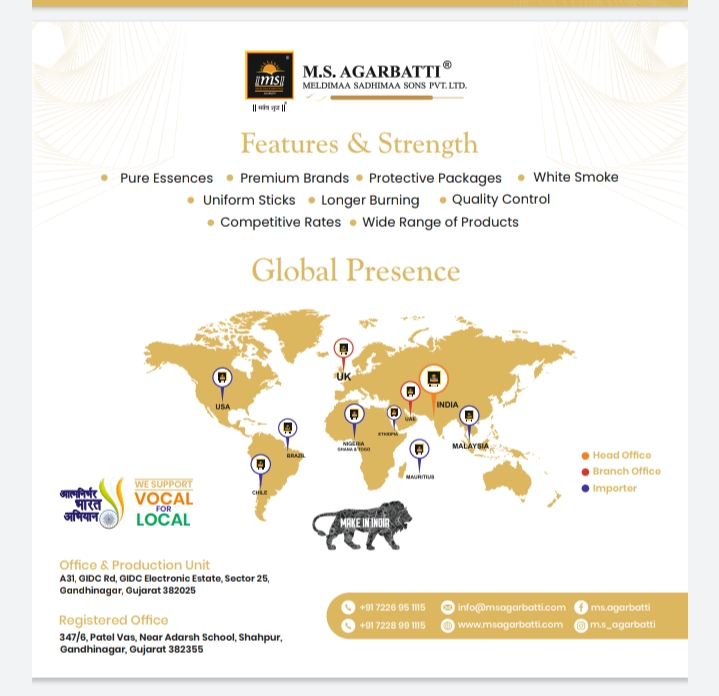 ||ms||
M.S. AGARBATTI®
MELDIMAA SADHIMAA SONS PVT. LTD.
Features & Strength
Pure Essences • Premium Brands • Protective Packages • White Smoke
• Uniform Sticks • Longer Burning • Quality Control
• Competitive Rates • Wide Range of Products
Global Presence
UK
USA
INDIA
UAE
ETHIOPIA
NIGERIA
GHANA & TOGO
MALAYSIA
BRAZIL
MAURITIUS
CHILE
Head Office
Branch Office
Importer
आत्मनिर्भर
भारत
अभियान
WE SUPPORT
VOCAL
FOR
LOCAL
MAKE IN INDIA
Office & Production Unit
A31, GIDC Rd, GIDC Electronic Estate, Sector 25,
Gandhinagar, Gujarat 382025
Registered Office
347/6, Patel Vas, Near Adarsh School, Shahpur,
Gandhinagar, Gujarat 382355
+91 7226 95 1115 info@msagarbatti.com ms.agarbatti
+91 7228 99 1115 www.msagarbatti.com m.s_agarbatti